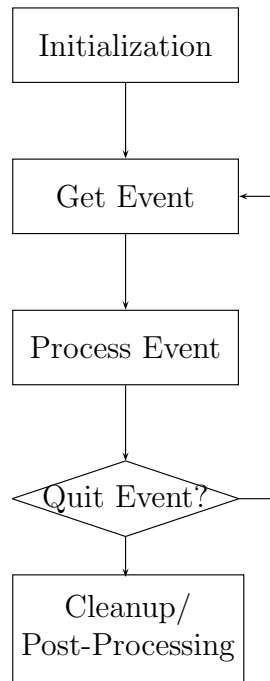 Initialization
Get Event
Process Event
Quit Event?
Cleanup/
Post-Processing